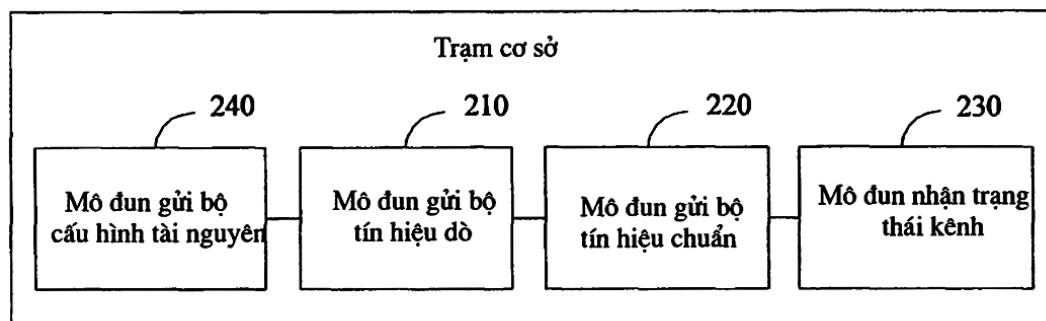 Trạm cơ sở
240
210
220
230
Mô đun gửi bộ
cấu hình tài nguyên
Mô đun gửi bộ
tín hiệu dò
Mô đun gửi bộ
tín hiệu chuẩn
Mô đun nhận trạng
thái kênh